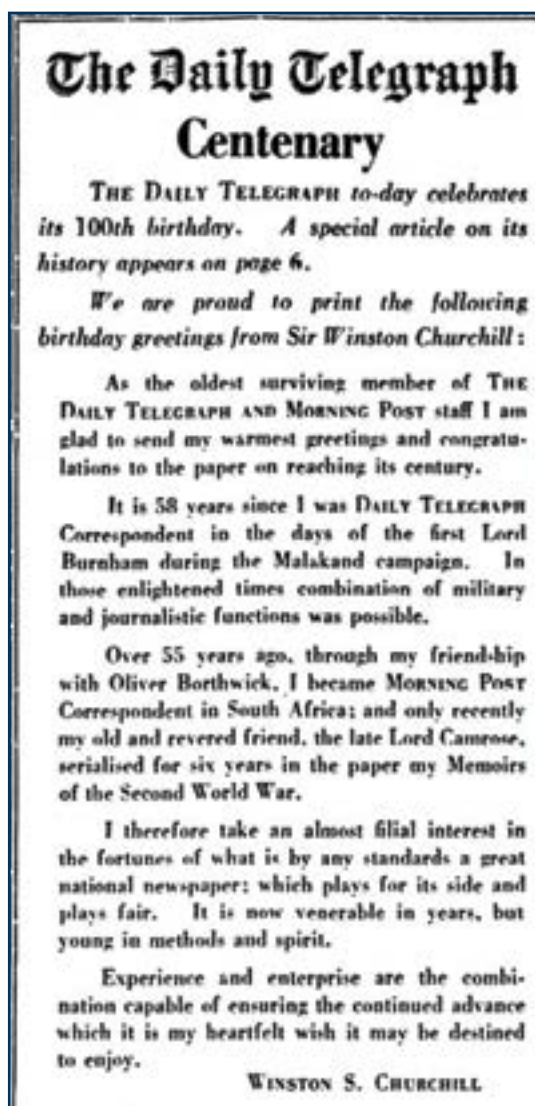 The Daily Telegraph
Centenary
THE DAILY TELEGRAPH to-day celebrates
its 100th birthday. A special article on its
history appears on page 6.
We are proud to print the following
birthday greetings from Sir Winston Churchill:
As the oldest surviving member of THE
DAILY TELEGRAPH AND MORNING POST staff I am
glad to send my warmest greetings and congratu-
lations to the paper on reaching its century.
It is 58 years since I was DAILY TELEGRAPH
Correspondent in the days of the first Lord
Burnham during the Malakand campaign. In
those enlightened times combination of military
and journalistic functions was possible.
Over 55 years ago, through my friendship
with Oliver Borthwick, I became MORNING POST
Correspondent in South Africa; and only recently
my old and revered friend, the late Lord Camrose,
serialised for six years in the paper my Memoirs
of the Second World War.
I therefore take an almost filial interest in
the fortunes of what is by any standards a great
national newspaper; which plays for its side and
plays fair. It is now venerable in years, but
young in methods and spirit.
Experience and enterprise are the combi-
nation capable of ensuring the continued advance
which it is my heartfelt wish it may be destined
to enjoy.
WINSTON S. CHURCHILL